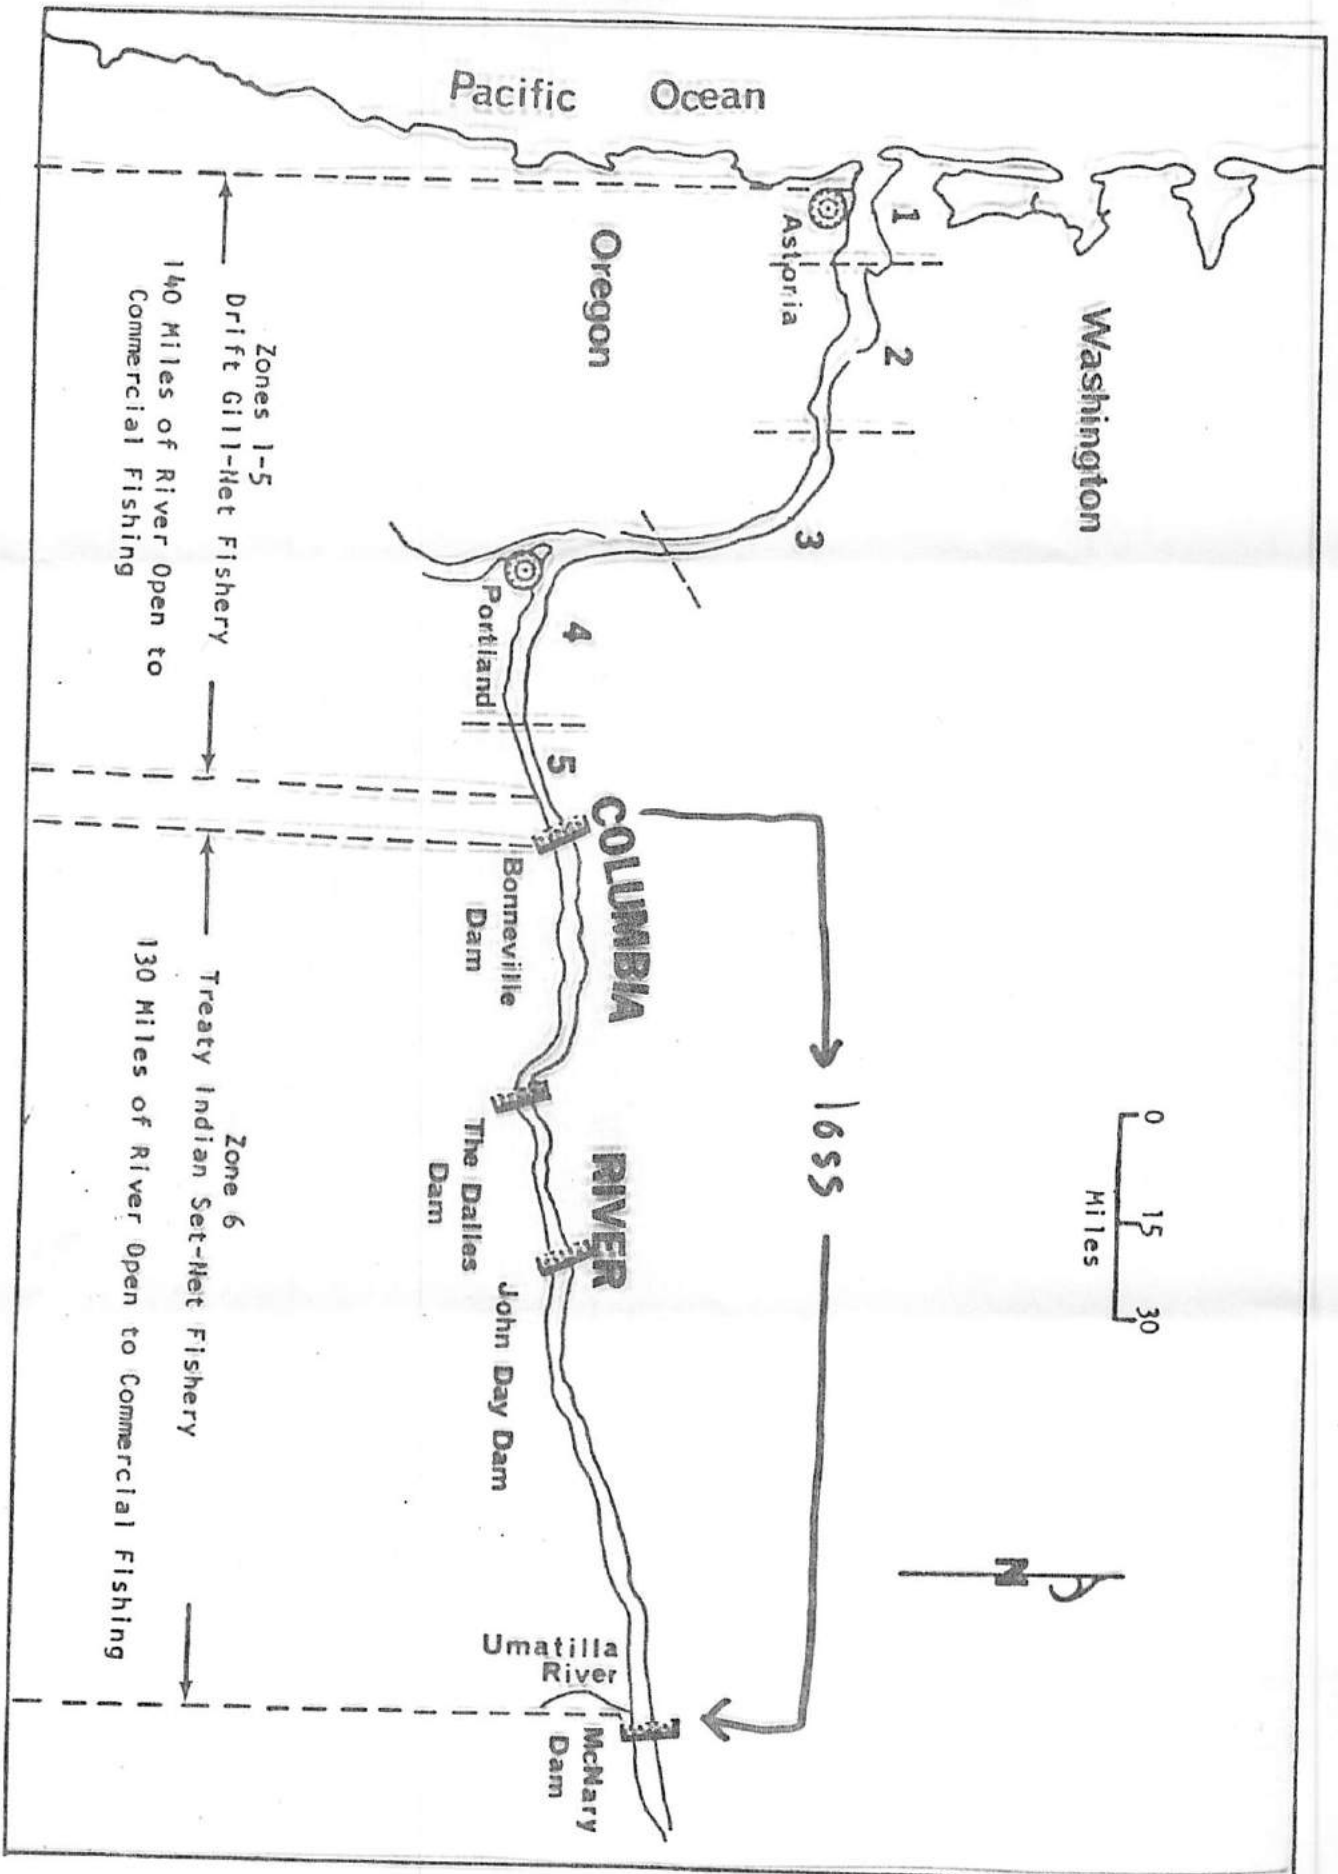 Pacific Ocean
Washington
Oregon
1
2
3
4
5
Astoria
Portland
COLUMBIA RIVER
Bonneville
Dam
The Dalles
Dam
John Day Dam
Umatilla
River
McNary
Dam
0 15 30
Miles
N
Zones 1-5
Drift Gill-Net Fishery
140 Miles of River Open to
Commercial Fishing
Zone 6
Treaty Indian Set-Net Fishery
130 Miles of River Open to Commercial Fishing